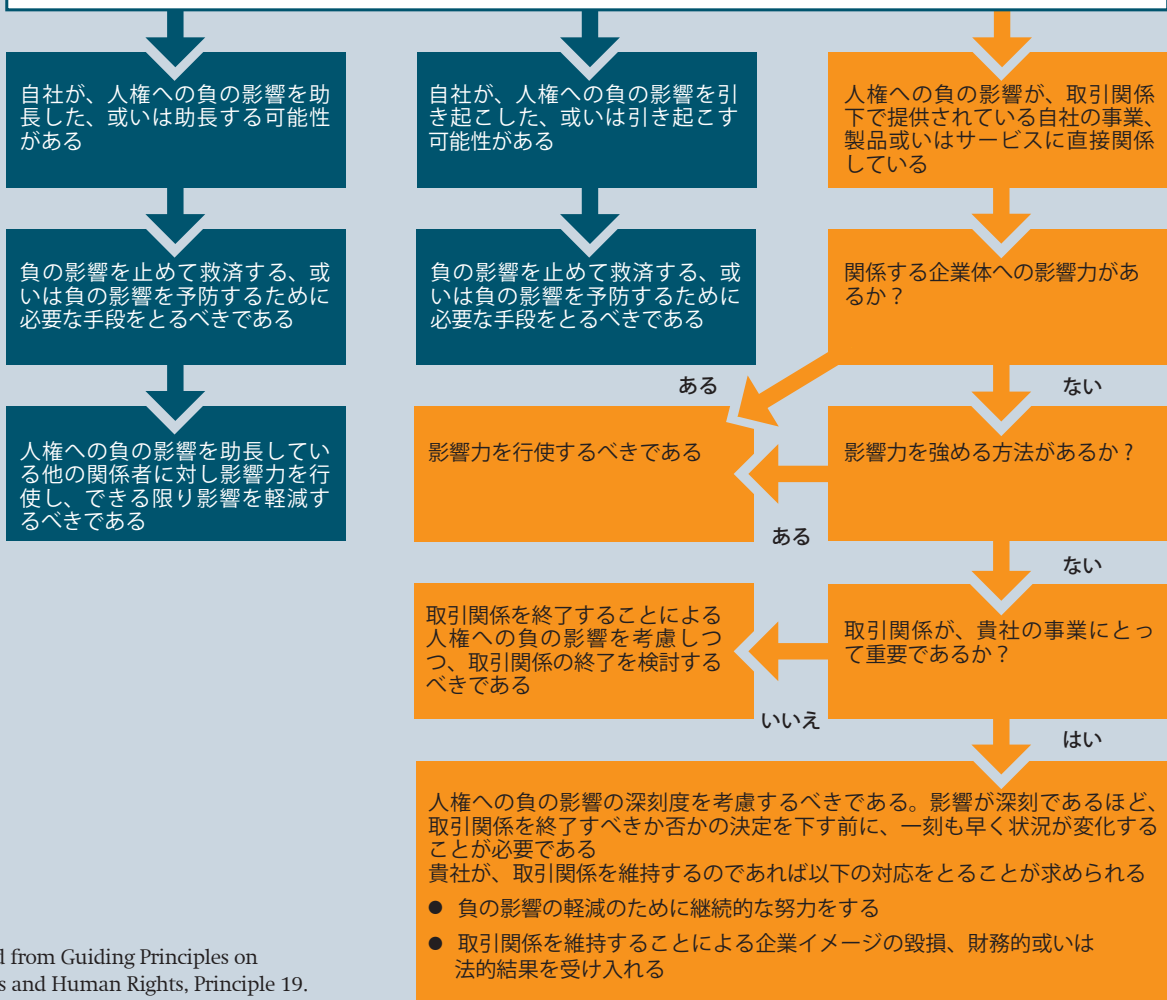 自社が、人権への負の影響を助
長した、或いは助長する可能性
がある
自社が、人権への負の影響を引
き起こした、或いは引き起こす
可能性がある
人権への負の影響が、取引関係
下で提供されている自社の事業、
製品或いはサービスに直接関係
している
負の影響を止めて救済する、或
いは負の影響を予防するために
必要な手段をとるべきである
負の影響を止めて救済する、或
いは負の影響を予防するために
必要な手段をとるべきである
関係する企業体への影響力があ
るか？
ある
ない
人権への負の影響を助長してい
る他の関係者に対し影響力を行
使し、できる限り影響を軽減す
るべきである
影響力を行使するべきである
影響力を強める方法があるか？
ある
ない
取引関係を終了することによる
人権への負の影響を考慮しつ
つ、取引関係の終了を検討する
べきである
取引関係が、貴社の事業にとっ
て重要であるか？
いいえ
はい
人権への負の影響の深刻度を考慮するべきである。影響が深刻であるほど、
取引関係を終了すべきか否かの決定を下す前に、一刻も早く状況が変化する
ことが必要である
貴社が、取引関係を維持するのであれば以下の対応をとることが求められる
● 負の影響の軽減のために継続的な努力をする
● 取引関係を維持することによる企業イメージの毀損、財務的或いは
法的結果を受け入れる
d from Guiding Principles on
s and Human Rights, Principle 19.